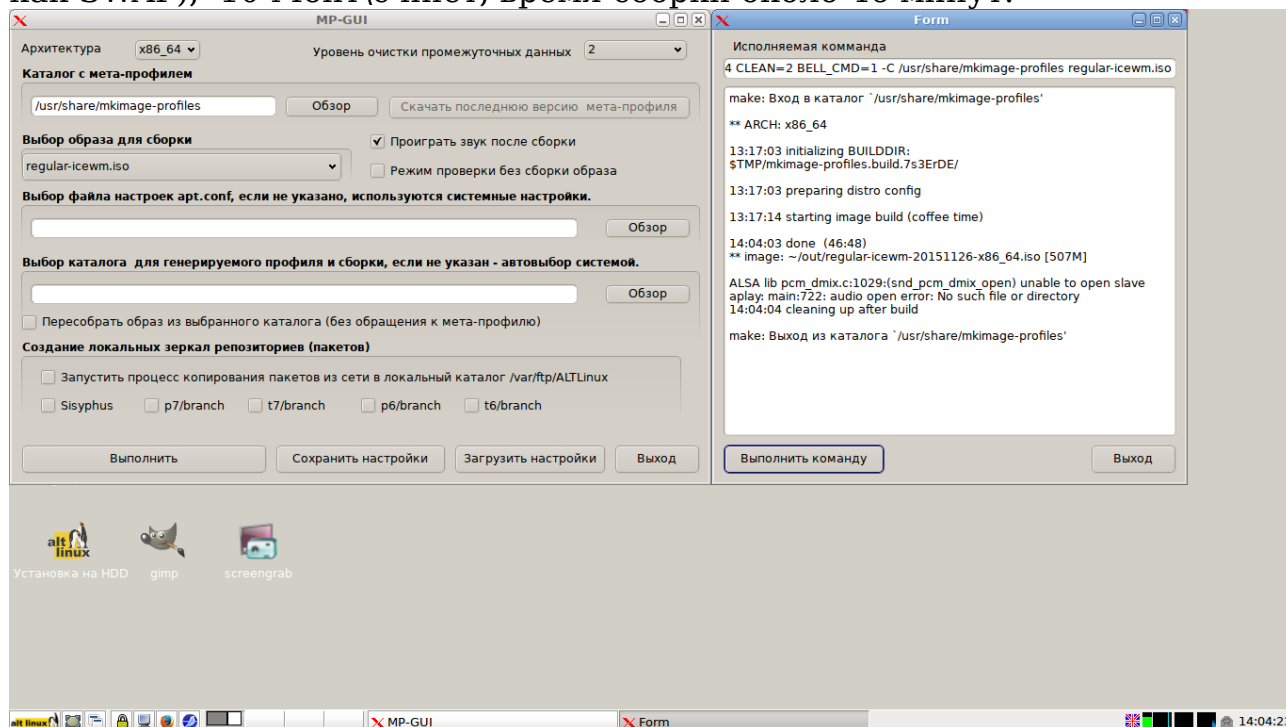 MP-GUI
Архитектура x86_64 Уровень очистки промежуточных данных 2
Каталог с мета-профилем
/usr/share/mkimage-profiles Обзор Скачать последнюю версию мета-профиля
Выбор образа для сборки
Проиграть звук после сборки
regular-icewm.iso
Режим проверки без сборки образа
Выбор файла настроек apt.conf, если не указано, используются системные настройки.
Обзор
Выбор каталога для генерируемого профиля и сборки, если не указан - автовыбор системой.
Обзор
Пересобрать образ из выбранного каталога (без обращения к мета-профилю)
Создание локальных зеркал репозиториев (пакетов)
Запустить процесс копирования пакетов из сети в локальный каталог /var/ftp/ALTLinux
Sisyphus p7/branch t7/branch p6/branch t6/branch
Выполнить Сохранить настройки Загрузить настройки Выход
Form
Исполняемая комманда
4 CLEAN=2 BELL_CMD=1 -C /usr/share/mkimage-profiles regular-icewm.iso
make: Вход в каталог `/usr/share/mkimage-profiles'
** ARCH: x86_64
13:17:03 initializing BUILDDIR:
$TMP/mkimage-profiles.build.7s3ErDE/
13:17:03 preparing distro config
13:17:14 starting image build (coffee time)
14:04:03 done (46:48)
** image: ~/out/regular-icewm-20151126-x86_64.iso [507M]
ALSA lib pcm_dmix.c:1029:(snd_pcm_dmix_open) unable to open slave
aplay: main:722: audio open error: No such file or directory
14:04:04 cleaning up after build
make: Выход из каталога `/usr/share/mkimage-profiles'
Выполнить команду Выход
alt linux
Установка на HDD gimp screengrab
alt linux MP-GUI Form 14:04:2